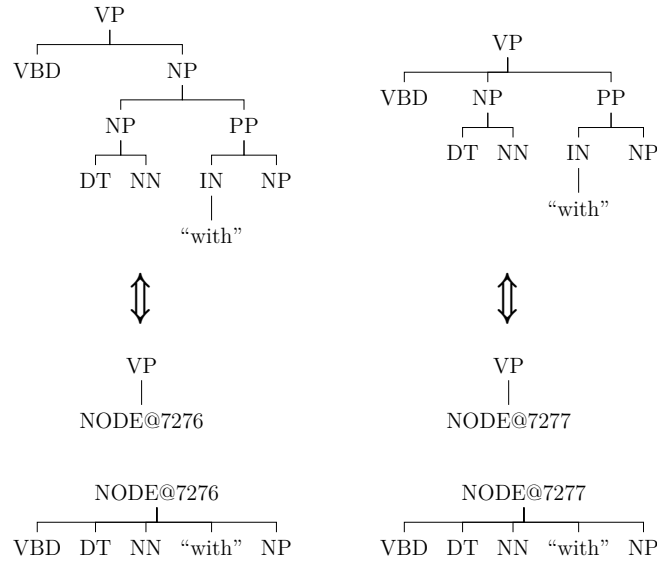 VP
VBD NP
NP PP
DT NN IN NP
“with”
VP
VBD NP PP
DT NN IN NP
“with”
VP
NODE@7276
VP
NODE@7277
NODE@7276
VBD DT NN “with” NP
NODE@7277
VBD DT NN “with” NP